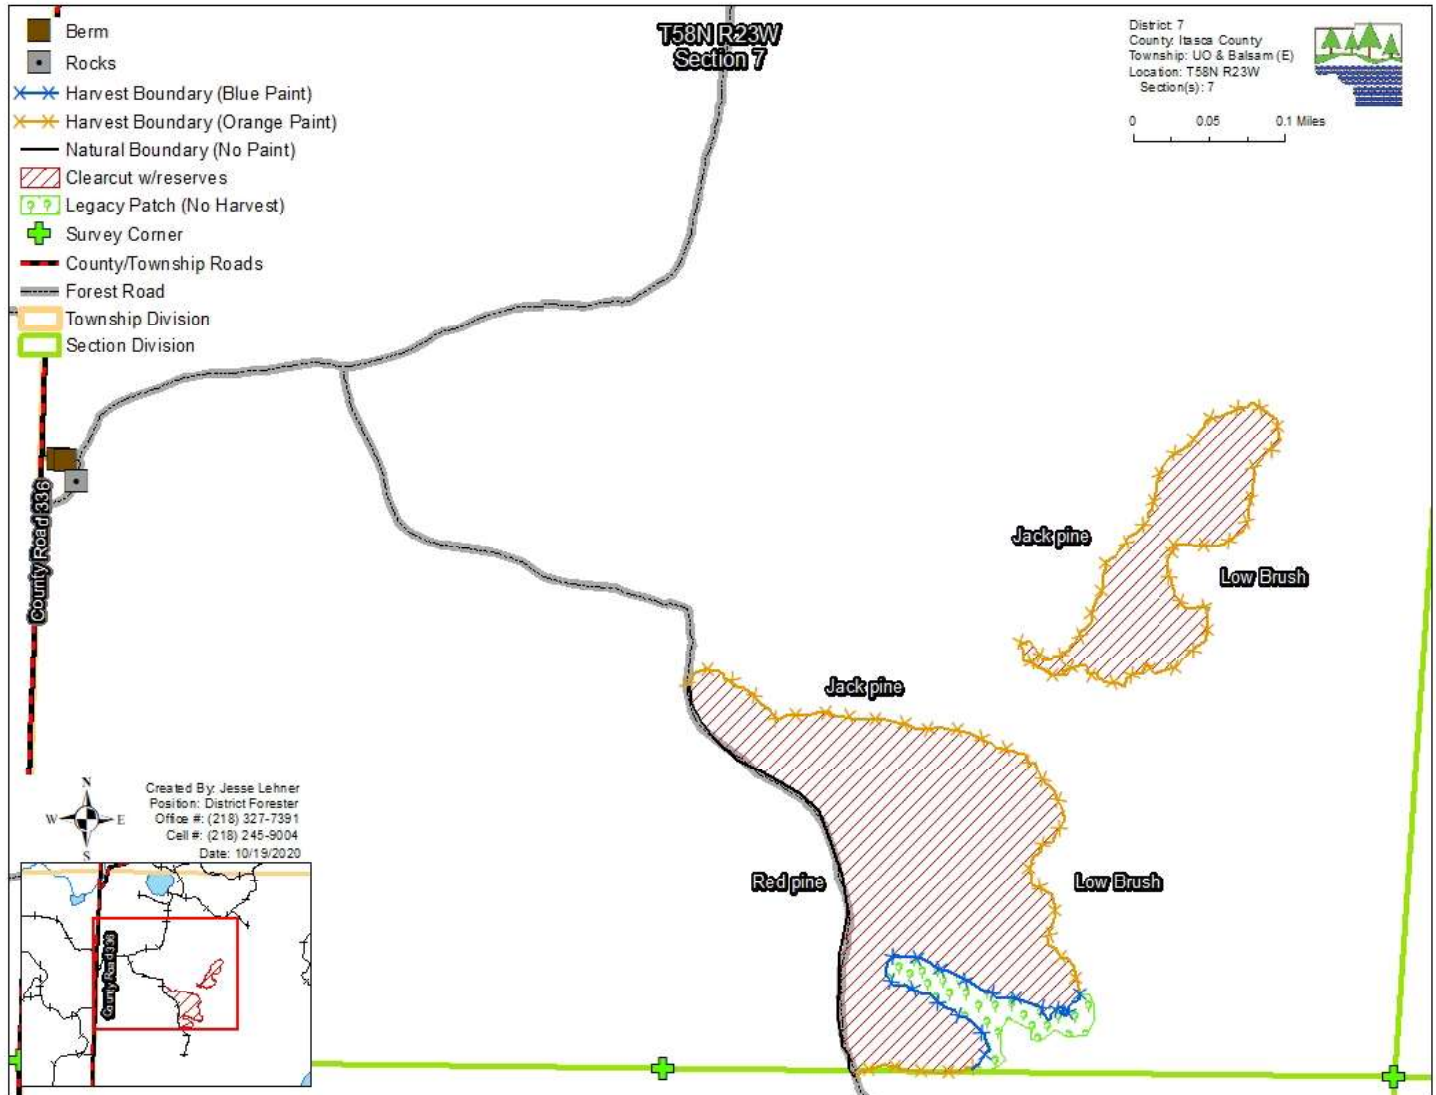 Berm
Rocks
Harvest Boundary (Blue Paint)
Harvest Boundary (Orange Paint)
Natural Boundary (No Paint)
Clearcut w/reserves
Legacy Patch (No Harvest)
Survey Corner
County/Township Roads
Forest Road
Township Division
Section Division
T58N R23W
Section 7
District: 7
County: Itasca County
Township: UO & Balsam (E)
Location: T58N R23W
Section(s): 7
0 0.05 0.1 Miles
County Road 336
Jack pine
Low Brush
Jack pine
Red pine
Low Brush
N
W E
S
Created By: Jesse Lehner
Position: District Forester
Office #: (218) 327-7391
Cell #: (218) 245-9004
Date: 10/19/2020
County Road 336